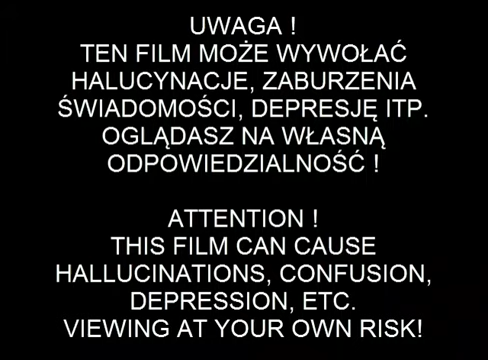 UWAGA !
TEN FILM MOŻE WYWOŁAĆ
HALUCYNACJE, ZABURZENIA
ŚWIADOMOŚCI, DEPRESJĘ ITP.
OGLĄDASZ NA WŁASNĄ
ODPOWIEDZIALNOŚĆ !
ATTENTION !
THIS FILM CAN CAUSE
HALLUCINATIONS, CONFUSION,
DEPRESSION, ETC.
VIEWING AT YOUR OWN RISK!